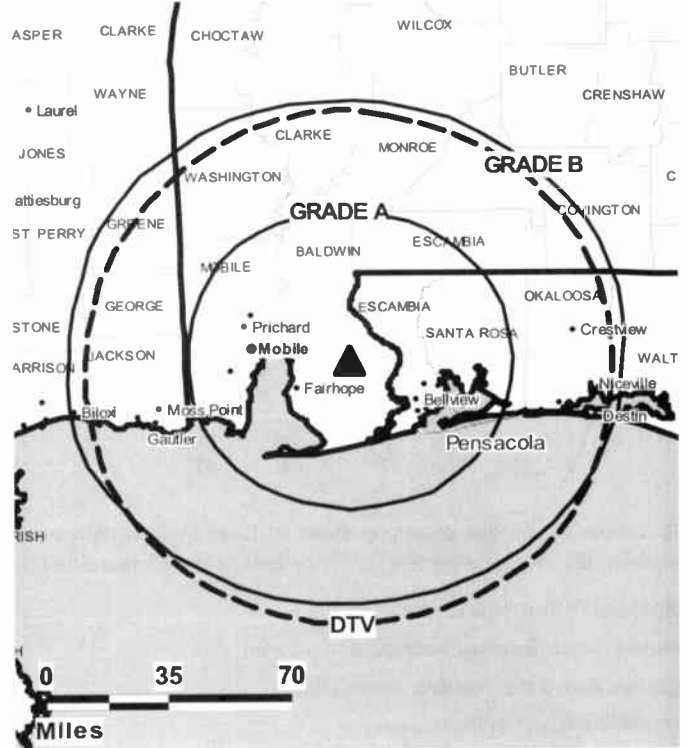 ASPER
CLARKE
CHOCTAW
WILCOX
BUTLER
WAYNE
CRENSHAW
Laurel
CLARKE
MONROE
JONES
GRADE B
WASHINGTON
C
attiesburg
GRADE A
COVINGTON
ST PERRY
GREENE
BALDWIN
ESCAMBIA
MOBILE
OKALOOSA
GEORGE
ESCAMBIA
STONE
Prichard
SANTA ROSA
Crestview
ARRISON
JACKSON
Mobile
WALT
Fairhope
Niceville
Biloxi
Moss Point
Bellview
Destin
Gautier
Pensacola
RISH
DTV
0 35 70
Miles